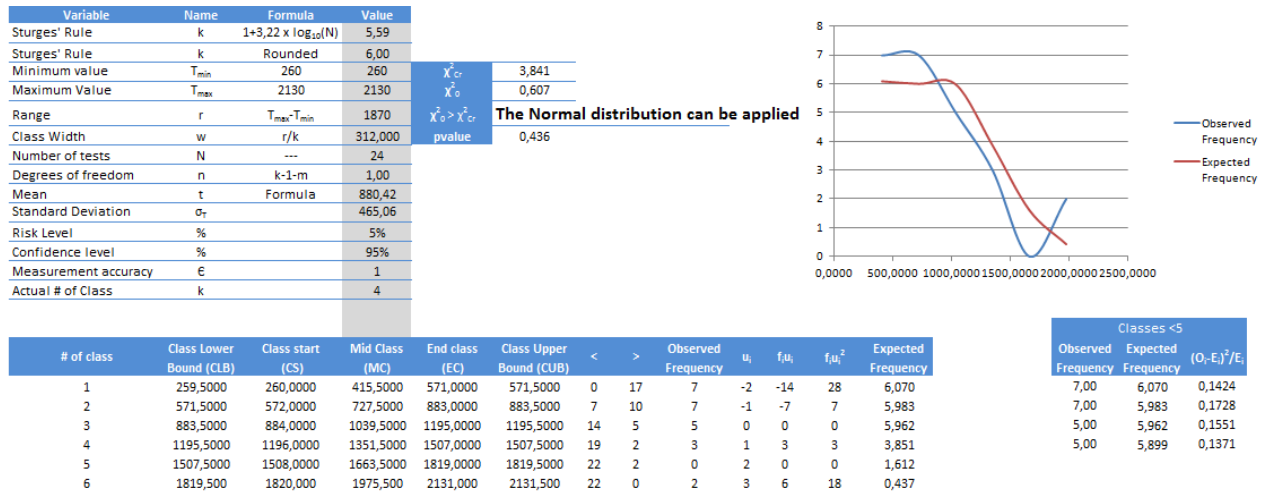 Variable Name Formula Value
Sturges' Rule k 1+3,22 x log₁₀(N) 5,59
Sturges' Rule k Rounded 6,00
Minimum value Tmin 260 260 χ²Cr 3,841
Maximum Value Tmax 2130 2130 χ²0 0,607
Range r Tmax-Tmin 1870 χ²0 > χ²Cr The Normal distribution can be applied
Class Width w r/k 312,000 pvalue 0,436
Number of tests N --- 24
Degrees of freedom n k-1-m 1,00
Mean t Formula 880,42
Standard Deviation σT 465,06
Risk Level % 5%
Confidence level % 95%
Measurement accuracy € 1
Actual # of Class k 4
8
7
6
5
4
3
2
1
0
0,0000 500,0000 1000,0000 1500,0000 2000,0000 2500,0000
Observed
Frequency
Expected
Frequency
# of class Class Lower Bound (CLB) Class start (CS) Mid Class (MC) End class (EC) Class Upper Bound (CUB) < > Observed Frequency ui fiui fiui² Expected Frequency
1 259,5000 260,0000 415,5000 571,0000 571,5000 0 17 7 -2 -14 28 6,070
2 571,5000 572,0000 727,5000 883,0000 883,5000 7 10 7 -1 -7 7 5,983
3 883,5000 884,0000 1039,5000 1195,0000 1195,5000 14 5 5 0 0 0 5,962
4 1195,5000 1196,0000 1351,5000 1507,0000 1507,5000 19 2 3 1 3 3 3,851
5 1507,5000 1508,0000 1663,5000 1819,0000 1819,5000 22 2 0 2 0 0 1,612
6 1819,500 1820,000 1975,500 2131,000 2131,500 22 0 2 3 6 18 0,437
Classes <5
Observed Frequency Expected Frequency (Oi-Ei)²/Ei
7,00 6,070 0,1424
7,00 5,983 0,1728
5,00 5,962 0,1551
5,00 5,899 0,1371